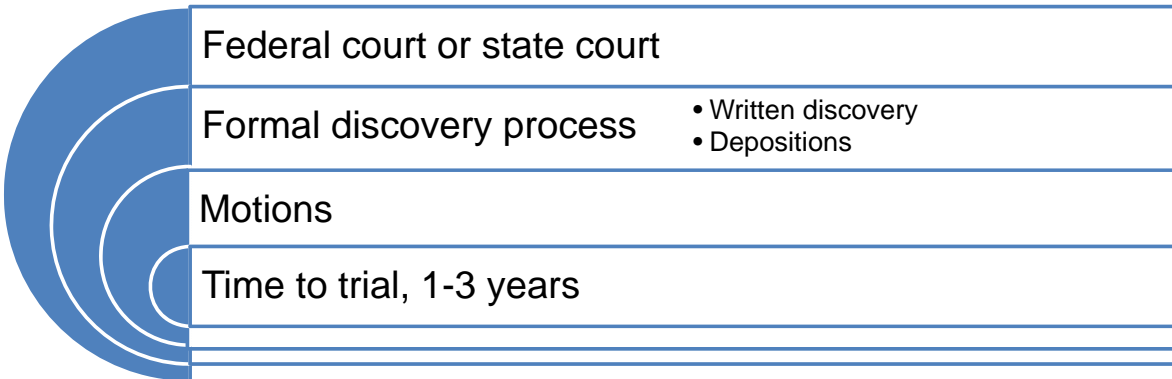 Federal court or state court
Formal discovery process
• Written discovery
• Depositions
Motions
Time to trial, 1-3 years